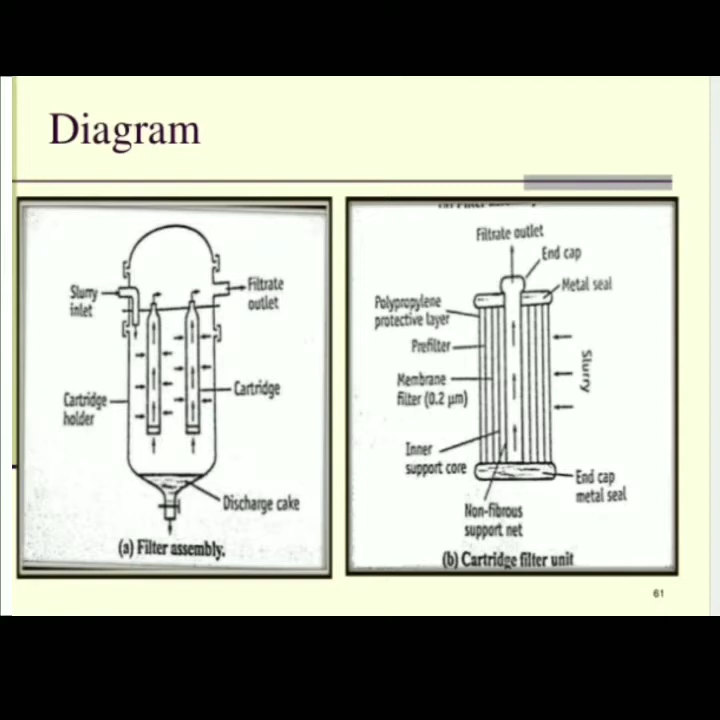 Diagram
Slurry
inlet
Filtrate
outlet
Cartridge
holder
Cartridge
Discharge cake
(a) Filter assembly.
Filtrate outlet
End cap
Metal seal
Polypropylene
protective layer
Prefilter
Membrane
filter (0.2 μm)
Slurry
Inner
support core
End cap
metal seal
Non-fibrous
support net
(b) Cartridge filter unit
61